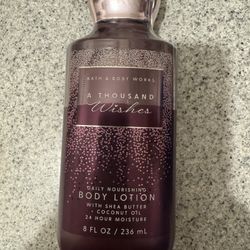 BATH & BODY WORKS
A THOUSAND
Wishes
DAILY NOURISHING
BODY LOTION
WITH SHEA BUTTER
+ COCONUT OIL
24 HOUR MOISTURE
8 FL OZ / 236 mL